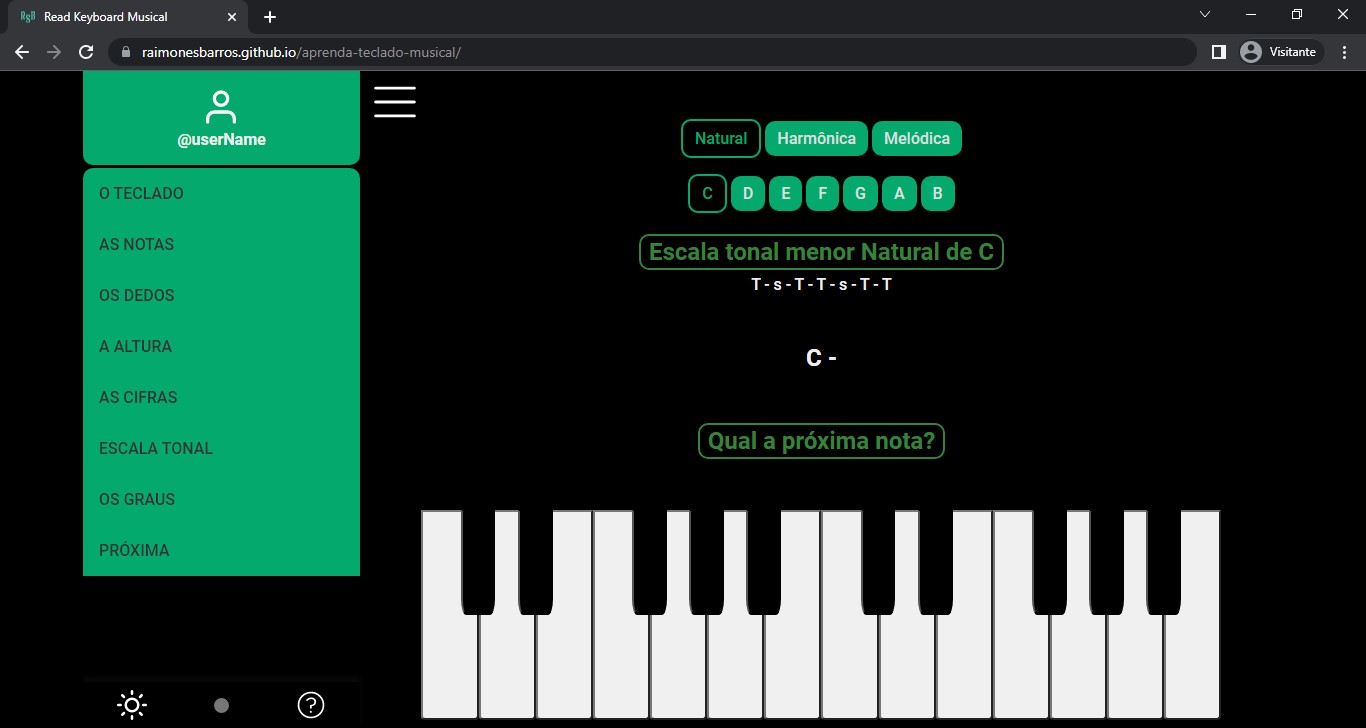 Read Keyboard Musical
raimonesbarros.github.io/aprenda-teclado-musical/
Visitante
@userName
O TECLADO
AS NOTAS
OS DEDOS
A ALTURA
AS CIFRAS
ESCALA TONAL
OS GRAUS
PRÓXIMA
Natural Harmônica Melódica
C D E F G A B
Escala tonal menor Natural de C
T - s - T - T - s - T - T
C -
Qual a próxima nota?
?